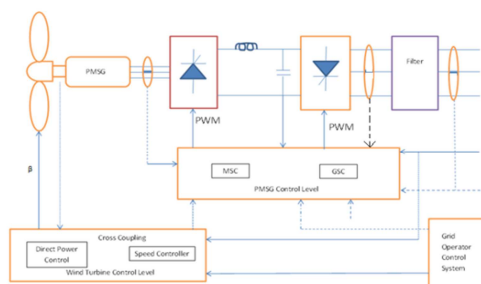 PMSG
Filter
PWM
PWM
MSC
GSC
PMSG Control Level
β
Cross Coupling
Direct Power
Control
Speed Controller
Wind Turbine Control Level
Grid
Operator
Control
System